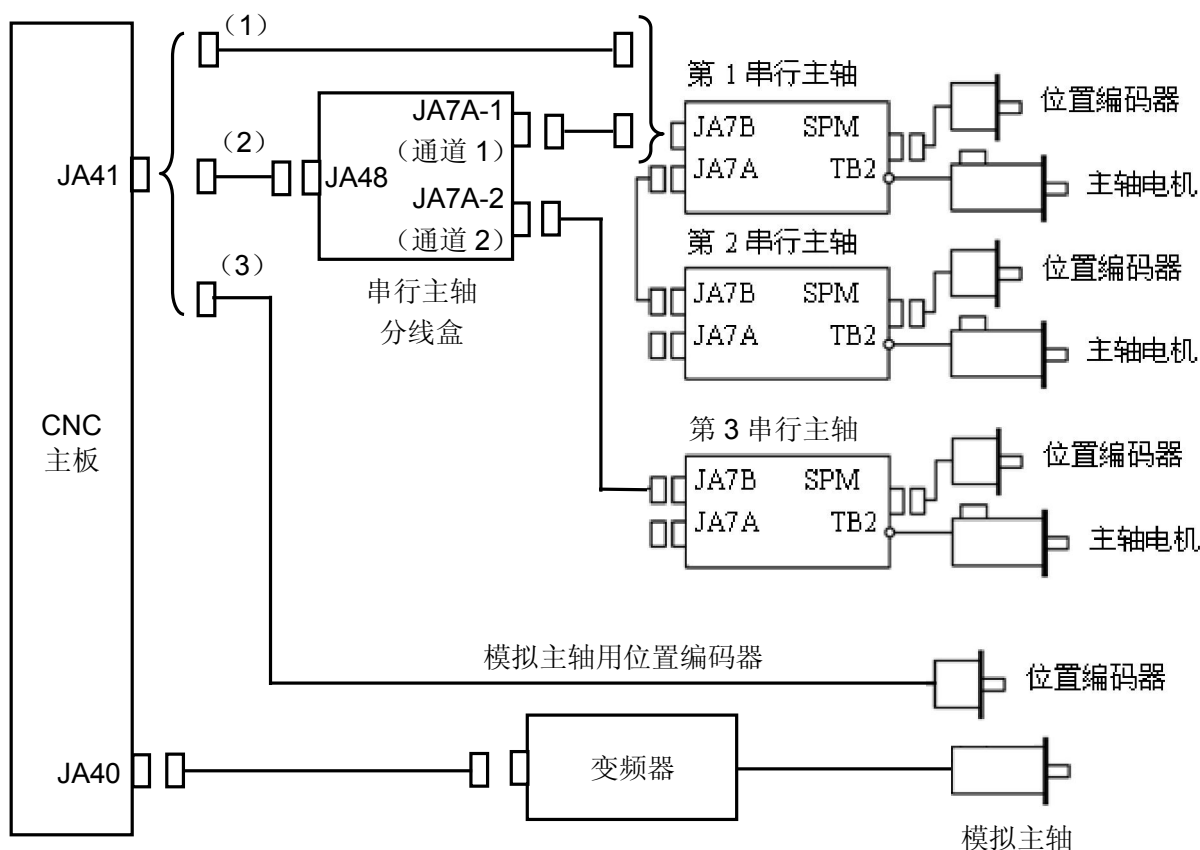 （1）
第 1 串行主轴
位置编码器
JA7A-1
（通道 1）
JA7B SPM
JA7A TB2
主轴电机
JA41
（2）
JA48
JA7A-2
（通道 2）
第 2 串行主轴
位置编码器
（3）
串行主轴
分线盒
JA7B SPM
JA7A TB2
主轴电机
CNC
主板
第 3 串行主轴
位置编码器
JA7B SPM
JA7A TB2
主轴电机
模拟主轴用位置编码器
位置编码器
JA40
变频器
模拟主轴